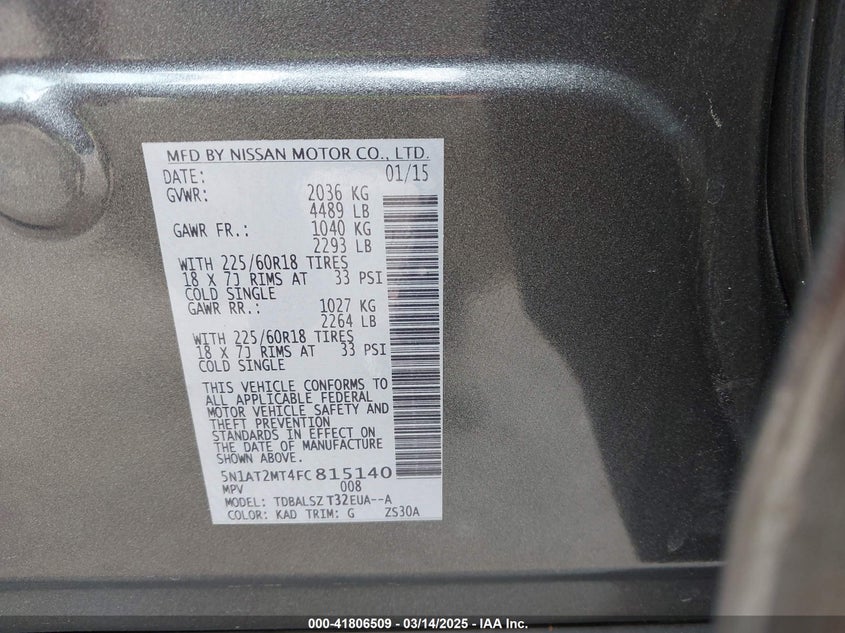 MFD BY NISSAN MOTOR CO., LTD.
DATE: 01/15
GVWR: 2036 KG
4489 LB
GAWR FR.: 1040 KG
2293 LB
WITH 225/60R18 TIRES
18 X 7J RIMS AT 33 PSI
COLD SINGLE
GAWR RR.: 1027 KG
2264 LB
WITH 225/60R18 TIRES
18 X 7J RIMS AT 33 PSI
COLD SINGLE
THIS VEHICLE CONFORMS TO
ALL APPLICABLE FEDERAL
MOTOR VEHICLE SAFETY AND
THEFT PREVENTION
STANDARDS IN EFFECT ON
THE DATE OF MANUFACTURE
SHOWN ABOVE.
5N1AT2MT4FC815140
MPV 008
MODEL: TDBALSZ T32EUA--A
COLOR: KAD TRIM: G ZS30A
000-41806509 - 03/14/2025 - IAA Inc.